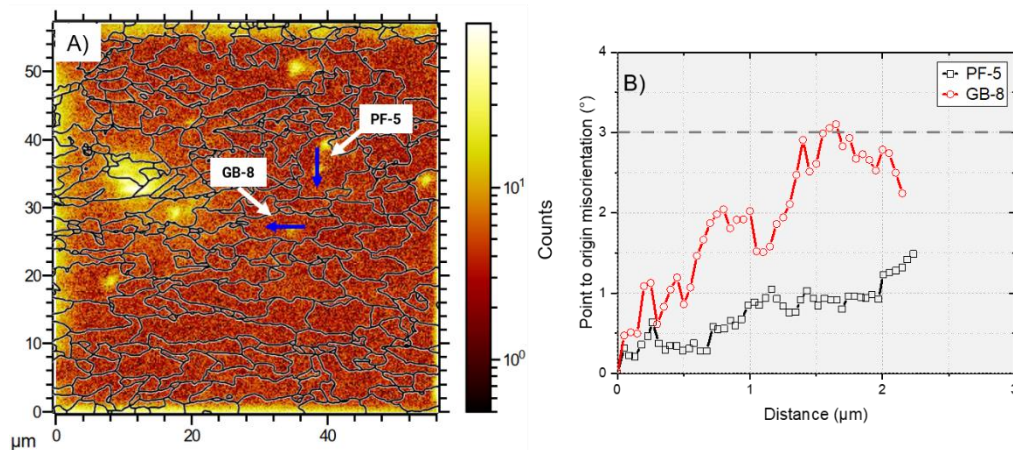 A)
50
40
30
20
10
0
0
20
40
µm
PF-5
GB-8
10¹
10⁰
Counts
B)
PF-5
GB-8
4
3
2
1
0
0
1
2
3
Point to origin misorientation (°)
Distance (µm)